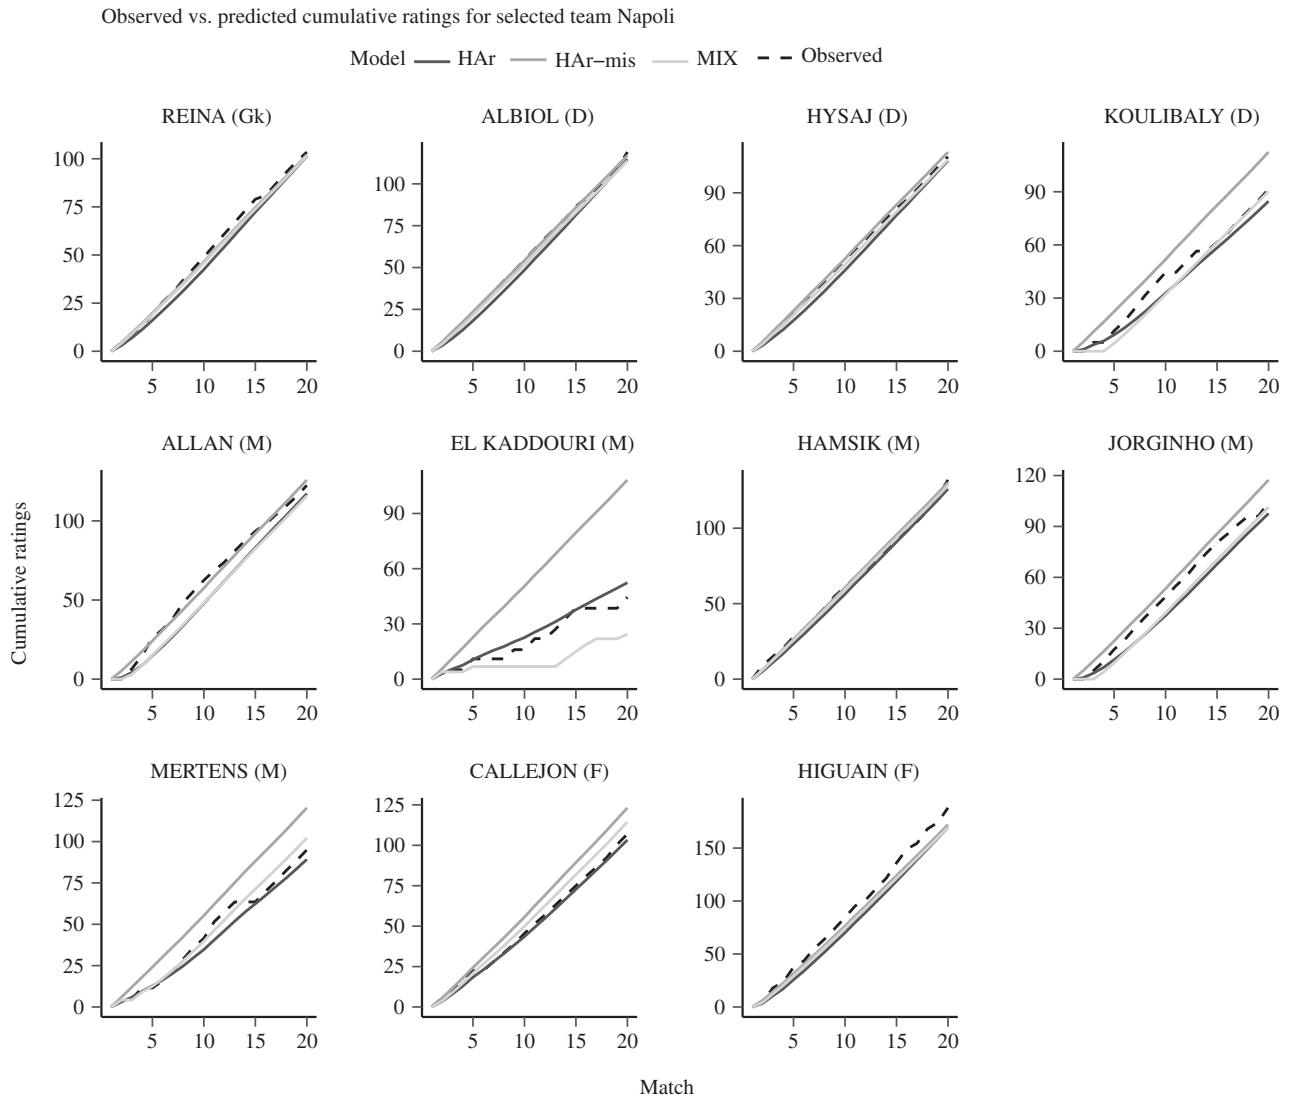 Observed vs. predicted cumulative ratings for selected team Napoli
Model HAr HAr−mis MIX Observed
REINA (Gk) ALBIOL (D) HYSAJ (D) KOULIBALY (D)
100
75
50
25
0
5 10 15 20
100
75
50
25
0
5 10 15 20
90
60
30
0
5 10 15 20
90
60
30
0
5 10 15 20
ALLAN (M) EL KADDOURI (M) HAMSIK (M) JORGINHO (M)
100
50
0
5 10 15 20
90
60
30
0
5 10 15 20
100
50
0
5 10 15 20
120
90
60
30
0
5 10 15 20
MERTENS (M) CALLEJON (F) HIGUAIN (F)
125
100
75
50
25
0
5 10 15 20
125
100
75
50
25
0
5 10 15 20
150
100
50
0
5 10 15 20
Cumulative ratings
Match